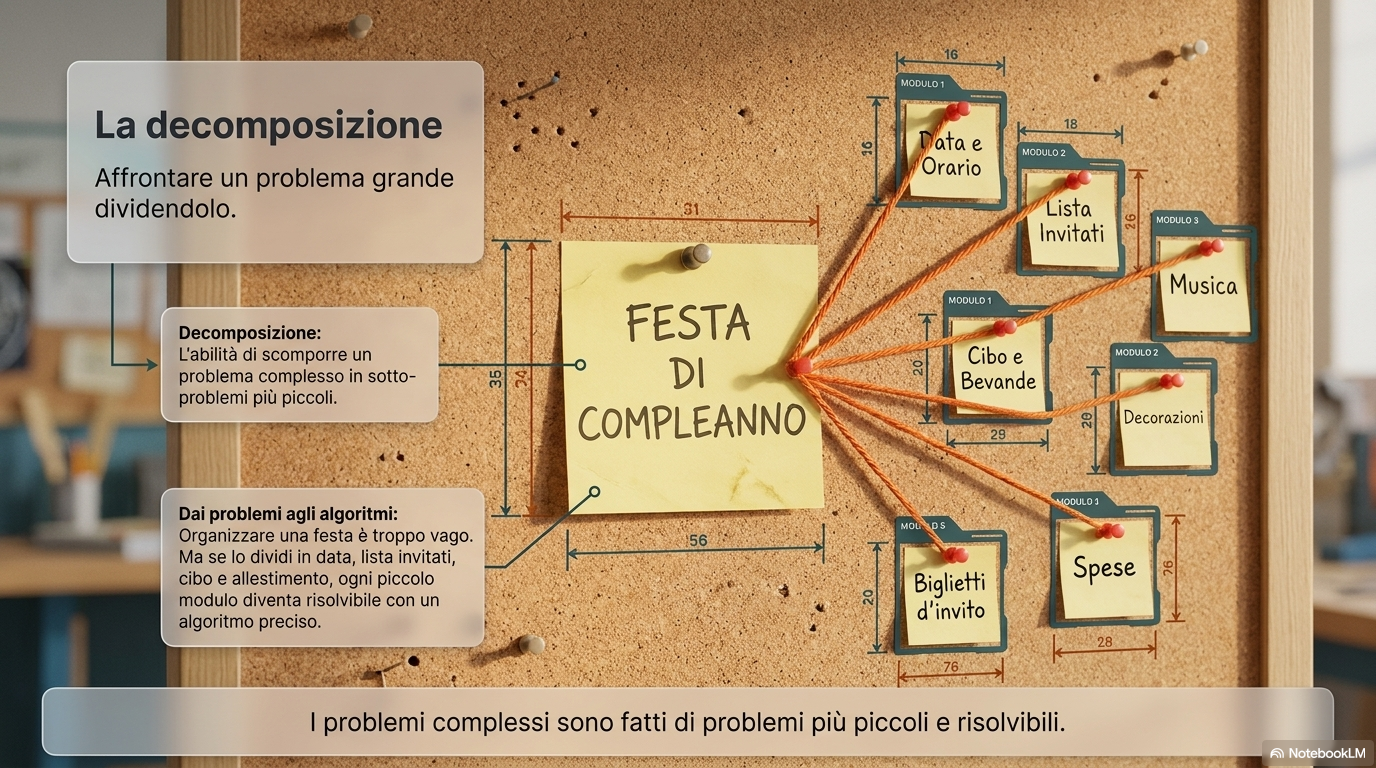 La decomposizione
Affrontare un problema grande
dividendolo.
Decomposizione:
L'abilità di scomporre un
problema complesso in sotto-
problemi più piccoli.
Dai problemi agli algoritmi:
Organizzare una festa è troppo vago.
Ma se lo dividi in data, lista invitati,
cibo e allestimento, ogni piccolo
modulo diventa risolvibile con un
algoritmo preciso.
31
35
34
FESTA
DI
COMPLEANNO
56
16
MODULO 1
16
Data e
Orario
18
MODULO 2
26
Lista
Invitati
MODULO 3
Musica
MODULO 1
20
Cibo e
Bevande
29
MODULO 2
20
Decorazioni
20
Biglietti
d'invito
76
MODULO 1
Spese
76
28
I problemi complessi sono fatti di problemi più piccoli e risolvibili.
NotebookLM